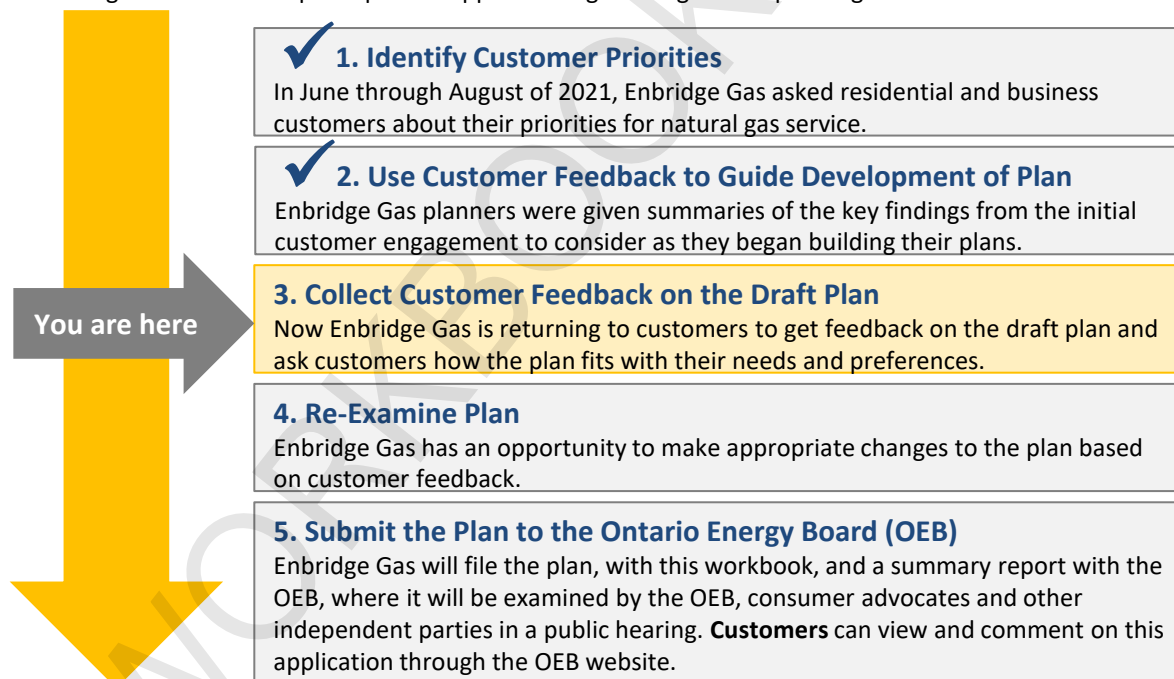 1. Identify Customer Priorities
In June through August of 2021, Enbridge Gas asked residential and business
customers about their priorities for natural gas service.
2. Use Customer Feedback to Guide Development of Plan
Enbridge Gas planners were given summaries of the key findings from the initial
customer engagement to consider as they began building their plans.
You are here
3. Collect Customer Feedback on the Draft Plan
Now Enbridge Gas is returning to customers to get feedback on the draft plan and
ask customers how the plan fits with their needs and preferences.
4. Re-Examine Plan
Enbridge Gas has an opportunity to make appropriate changes to the plan based
on customer feedback.
5. Submit the Plan to the Ontario Energy Board (OEB)
Enbridge Gas will file the plan, with this workbook, and a summary report with the
OEB, where it will be examined by the OEB, consumer advocates and other
independent parties in a public hearing. Customers can view and comment on this
application through the OEB website.
WORKBOOK